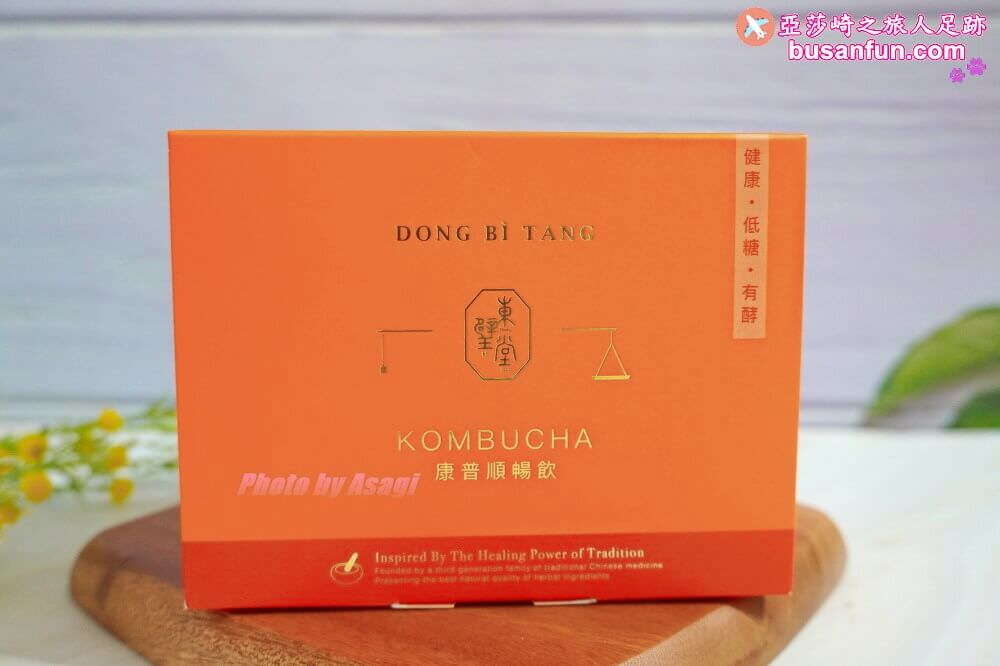 亞莎崎之旅人足跡
busanfun.com
健康・低糖・有酵
DONG BÌ TANG
東壁堂
KOMBUCHA
康普順暢飲
Photo by Asagi
Inspired By The Healing Power of Tradition
Founded by a third generation family of traditional Chinese medicine
Presenting the best natural quality of herbal ingredients